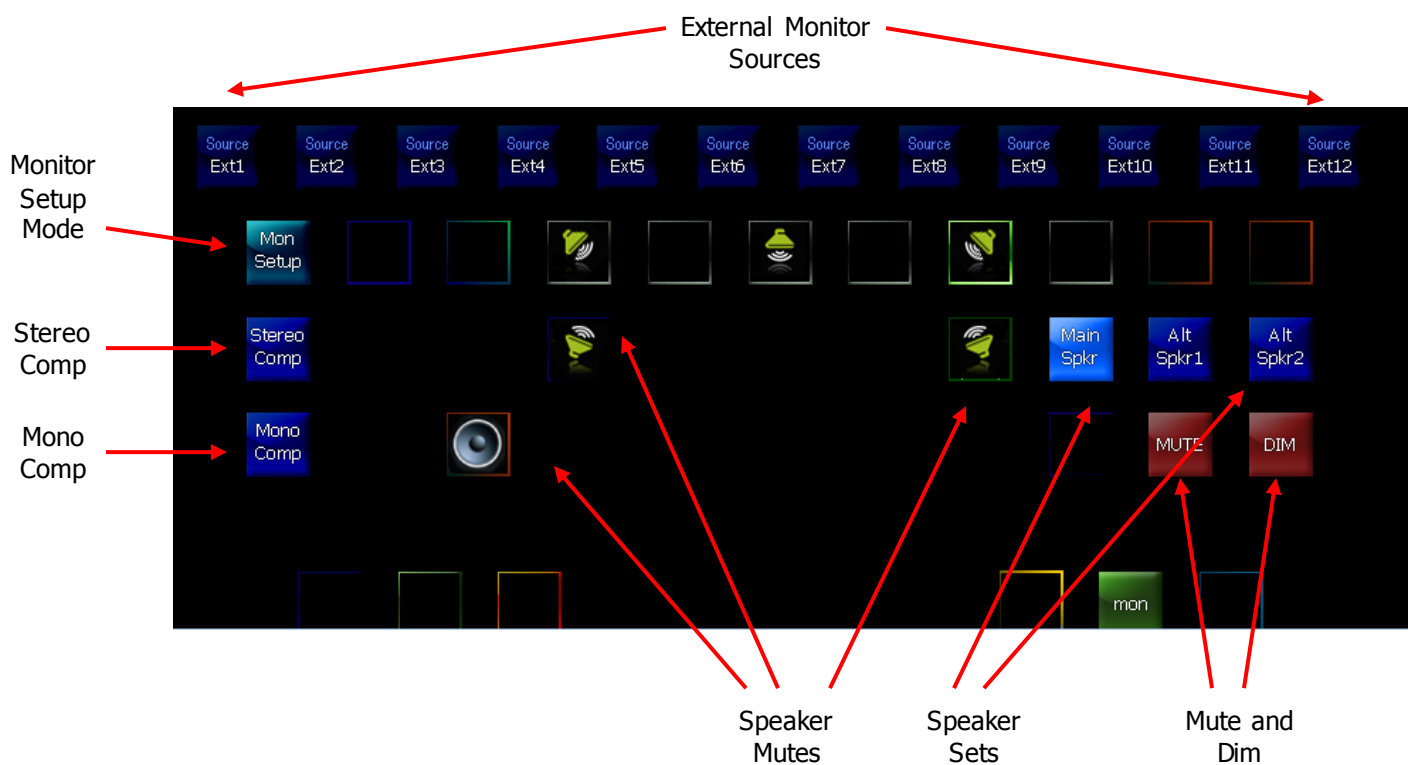 External Monitor
Sources
Source Source Source Source Source Source Source Source Source Source Source Source
Ext1 Ext2 Ext3 Ext4 Ext5 Ext6 Ext7 Ext8 Ext9 Ext10 Ext11 Ext12
Monitor
Setup
Mode
Mon
Setup
Stereo
Comp
Stereo
Comp
Main
Spkr
Alt
Spkr1
Alt
Spkr2
Mono
Comp
Mono
Comp
MUTE
DIM
mon
Speaker
Mutes
Speaker
Sets
Mute and
Dim